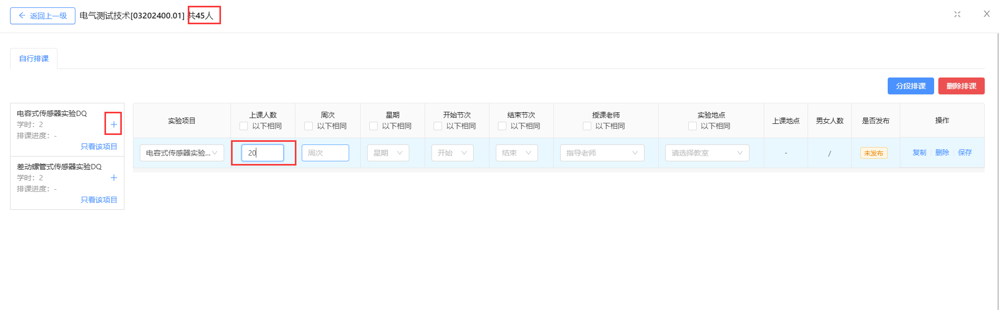 返回上一级 电气测试技术[03202400.01] 共45人
自行排课
分段排课 删除排课
电容式传感器实验DQ
学时：2
排课进度：-
只看该项目
差动螺管式传感器实验DQ
学时：2
排课进度：-
只看该项目
实验项目 上课人数 周次 星期 开始节次 结束节次 授课老师 实验地点 上课地点 男女人数 是否发布 操作
以下相同 以下相同 以下相同 以下相同 以下相同 以下相同 以下相同
电容式传感器实验... 20 周次 星期 开始 结束 指导老师 请选择教室 - / 未发布 复制 删除 保存